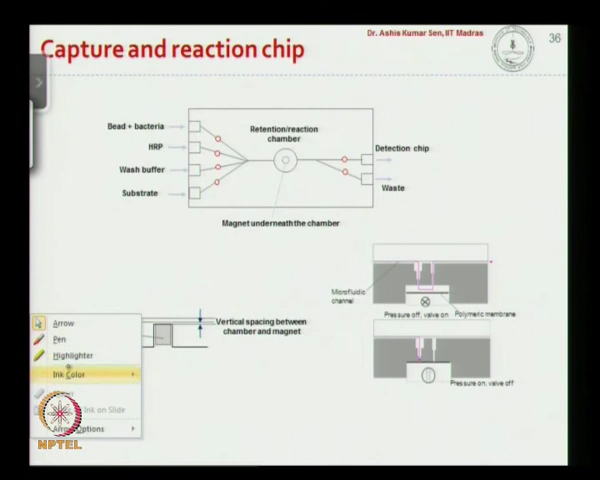 Dr. Ashis Kumar Sen, IIT Madras
36
Capture and reaction chip
Bead + bacteria
HRP
Wash buffer
Substrate
Retention/reaction
chamber
Detection chip
Waste
Magnet underneath the chamber
Microfluidic
channel
Pressure off, valve on
Polymeric membrane
Vertical spacing between
chamber and magnet
Pressure on, valve off
Arrow
Pen
Highlighter
Ink Color
Ink on Slide
Arrow Options
NPTEL